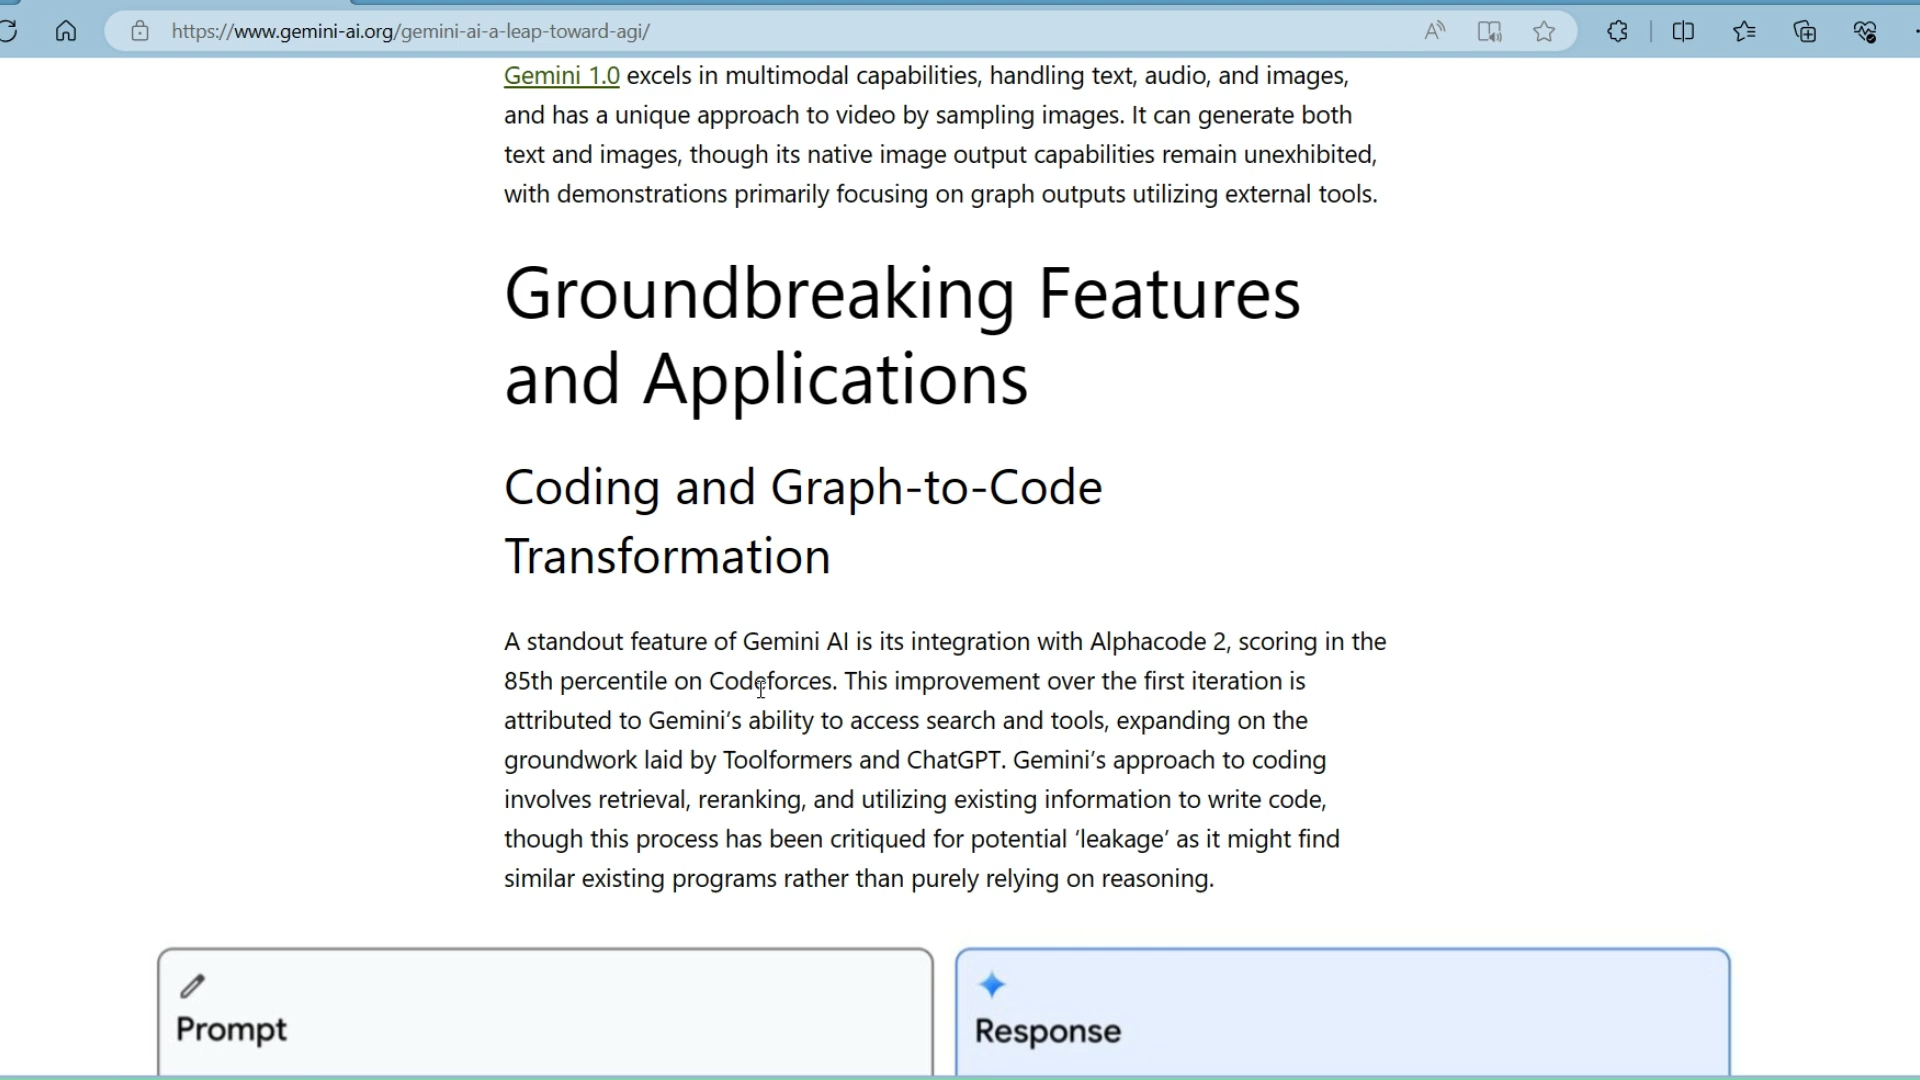 https://www.gemini-ai.org/gemini-ai-a-leap-toward-agi/
Gemini 1.0 excels in multimodal capabilities, handling text, audio, and images,
and has a unique approach to video by sampling images. It can generate both
text and images, though its native image output capabilities remain unexhibited,
with demonstrations primarily focusing on graph outputs utilizing external tools.
Groundbreaking Features
and Applications
Coding and Graph-to-Code
Transformation
A standout feature of Gemini AI is its integration with Alphacode 2, scoring in the
85th percentile on Codeforces. This improvement over the first iteration is
attributed to Gemini’s ability to access search and tools, expanding on the
groundwork laid by Toolformers and ChatGPT. Gemini’s approach to coding
involves retrieval, reranking, and utilizing existing information to write code,
though this process has been critiqued for potential ‘leakage’ as it might find
similar existing programs rather than purely relying on reasoning.
Prompt
Response